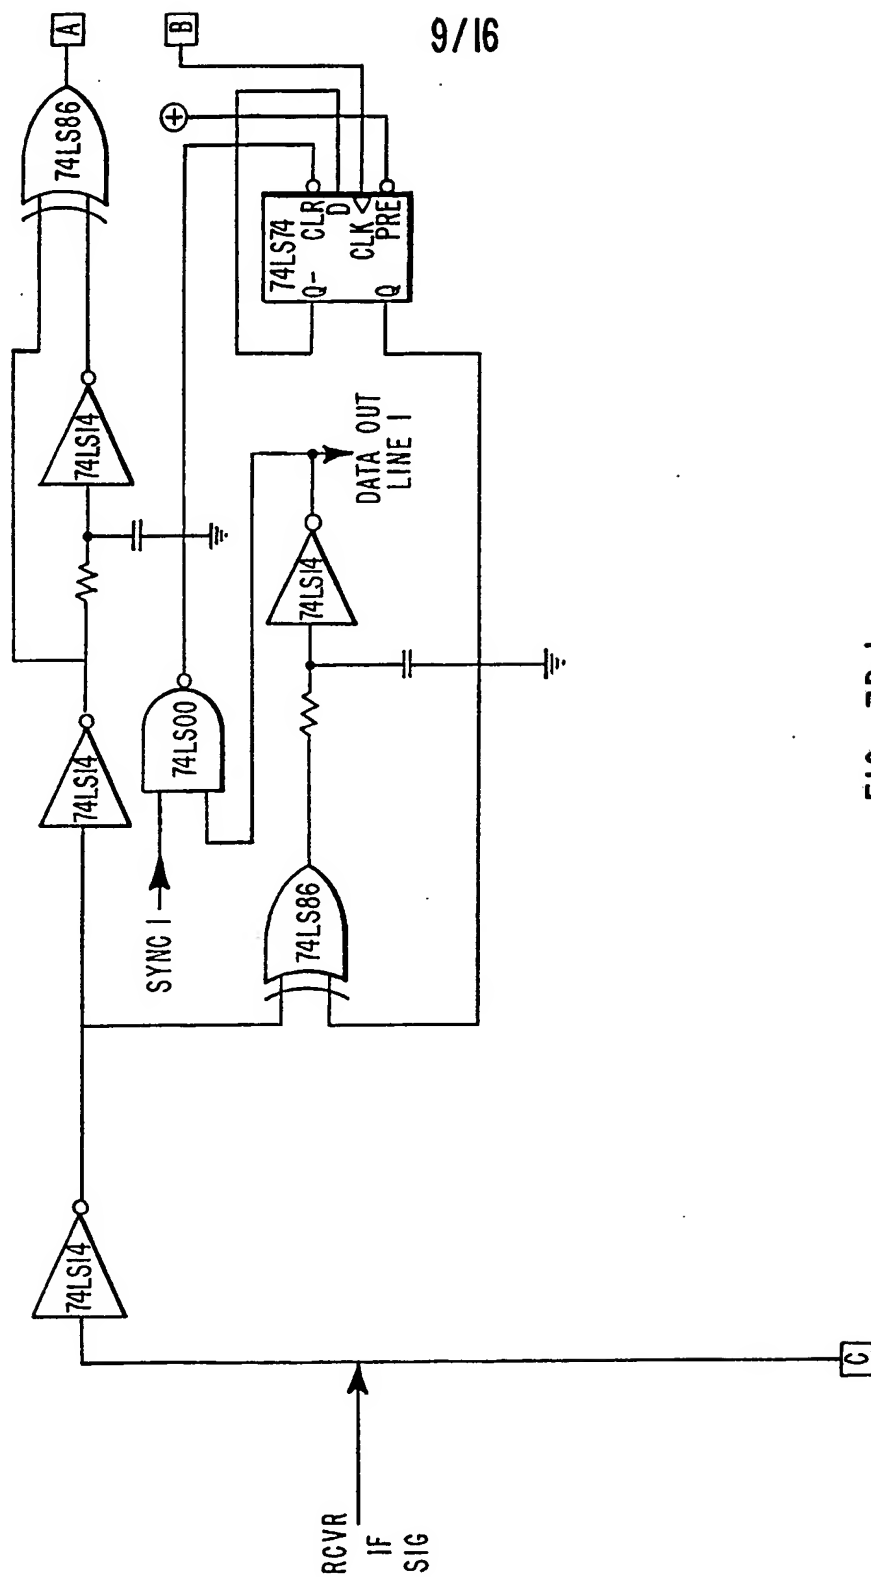 9/16
74LS14
74LS14
74LS14
74LS86
A
SYNC 1
74LS00
B
+
74LS86
74LS14
74LS74
Q- CLR
D
CLK
Q PRE
DATA OUT
LINE 1
RCVR
IF
SIG
C